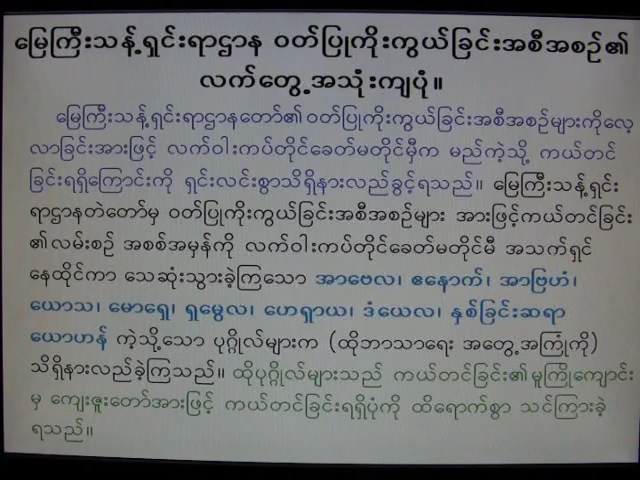 မြေကြီးသန့်ရှင်းရာဌာန ဝတ်ပြုကိုးကွယ်ခြင်းအစီအစဉ်၏
လက်တွေ့အသုံးကျပုံ။
မြေကြီးသန့်ရှင်းရာဌာနတော်၏ ဝတ်ပြုကိုးကွယ်ခြင်းအစီအစဉ်များကိုလေ့
လာခြင်းအားဖြင့် လက်ဝါးကပ်တိုင်ခေတ်မတိုင်မှီက မည်ကဲ့သို့ ကယ်တင်
ခြင်းရရှိကြောင်းကို ရှင်းလင်းစွာသိရှိနားလည်ခွင့်ရသည်။ မြေကြီးသန့်ရှင်း
ရာဌာနတဲတော်မှ ဝတ်ပြုကိုးကွယ်ခြင်းအစီအစဉ်များ အားဖြင့်ကယ်တင်ခြင်း
၏လမ်းစဉ် အစစ်အမှန်ကို လက်ဝါးကပ်တိုင်ခေတ်မတိုင်မီ အသက်ရှင်
နေထိုင်ကာ သေဆုံးသွားခဲ့ကြသော အာဗေလ၊ ဧနောက်၊ အာဗြဟံ၊
ယောသ၊ မောရှေ၊ ရှမွေလ၊ ဟေရှာယ၊ ဒံယေလ၊ နှစ်ခြင်းဆရာ
ယောဟန် ကဲ့သို့သော ပုဂ္ဂိုလ်များက (ထိုဘာသာရေး အတွေ့အကြုံကို)
သိရှိနားလည်ခဲ့ကြသည်။ ထိုပုဂ္ဂိုလ်များသည် ကယ်တင်ခြင်း၏မူကြိုကျောင်း
မှ ကျေးဇူးတော်အားဖြင့် ကယ်တင်ခြင်းရရှိပုံကို ထိရောက်စွာ သင်ကြားခဲ့
ရသည်။